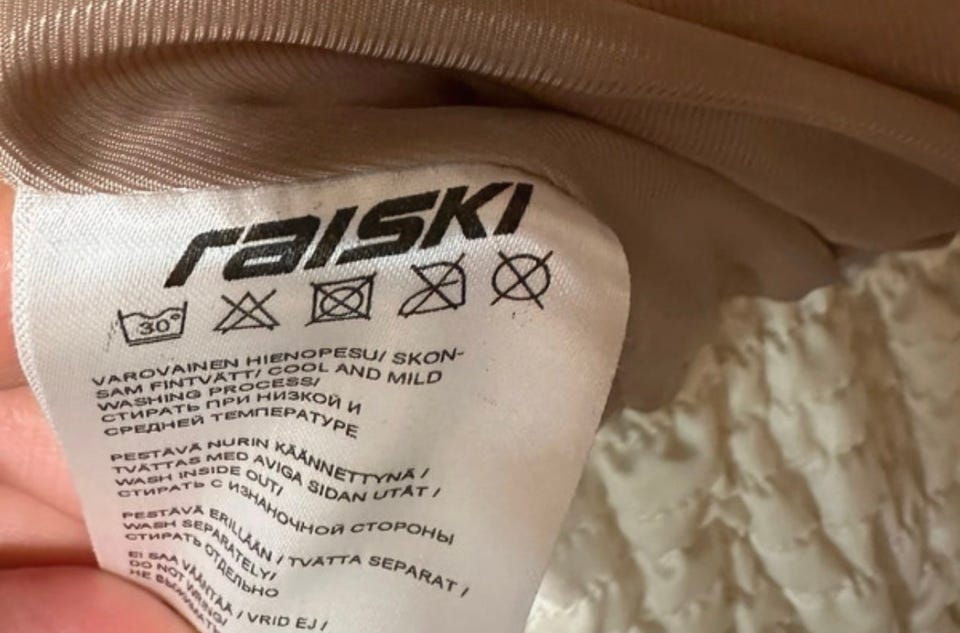 raiski
30°
VAROVAINEN HIENOPESU/ SKON-
SAM FINTVÄTT/ COOL AND MILD
WASHING PROCESS/
СТИРАТЬ ПРИ НИЗКОЙ И
СРЕДНЕЙ ТЕМПЕРАТУРЕ
PESTÄVÄ NURIN KÄÄNNETTYNÄ /
TVÄTTAS MED AVIGA SIDAN UTÅT /
WASH INSIDE OUT/
СТИРАТЬ С ИЗНАНОЧНОЙ СТОРОНЫ
PESTÄVÄ ERILLÄÄN / TVÄTTA SEPARAT /
WASH SEPARATELY/
СТИРАТЬ ОТДЕЛЬНО
EI SAA VÄÄNTÄÄ / VRID EJ /
DO NOT WRING/
НЕ ВЫЖИМАТЬ